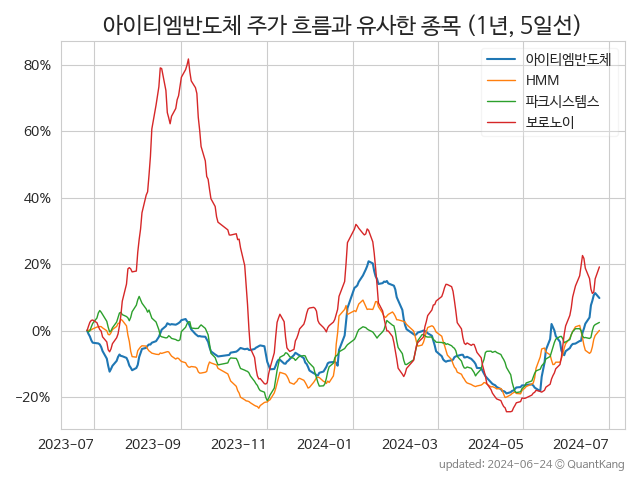 아이티엠반도체 주가 흐름과 유사한 종목 (1년, 5일선)
아이티엠반도체
HMM
파크시스템스
보로노이
80%
60%
40%
20%
0%
−20%
2023-07
2023-09
2023-11
2024-01
2024-03
2024-05
2024-07
updated: 2024-06-24 © QuantKang